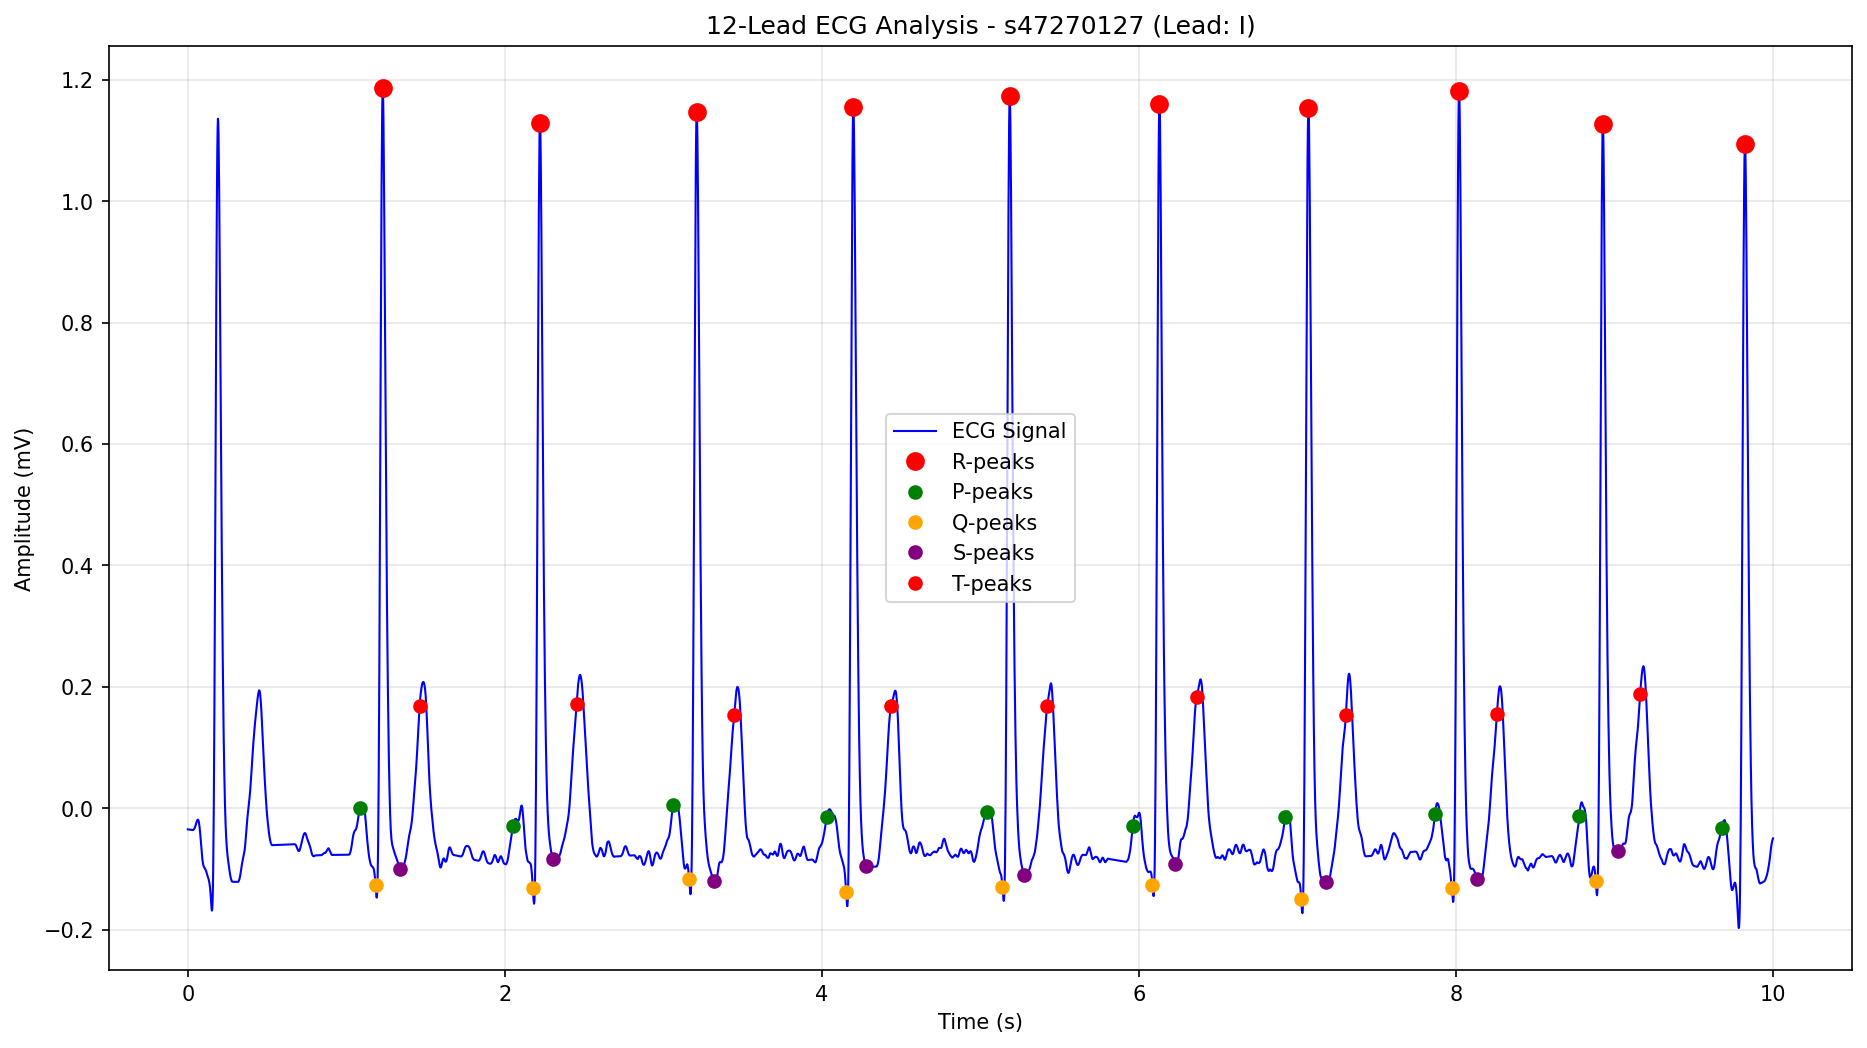 12-Lead ECG Analysis - s47270127 (Lead: I)
Amplitude (mV)
1.2
1.0
0.8
0.6
0.4
0.2
0.0
−0.2
ECG Signal
R-peaks
P-peaks
Q-peaks
S-peaks
T-peaks
0 2 4 6 8 10
Time (s)